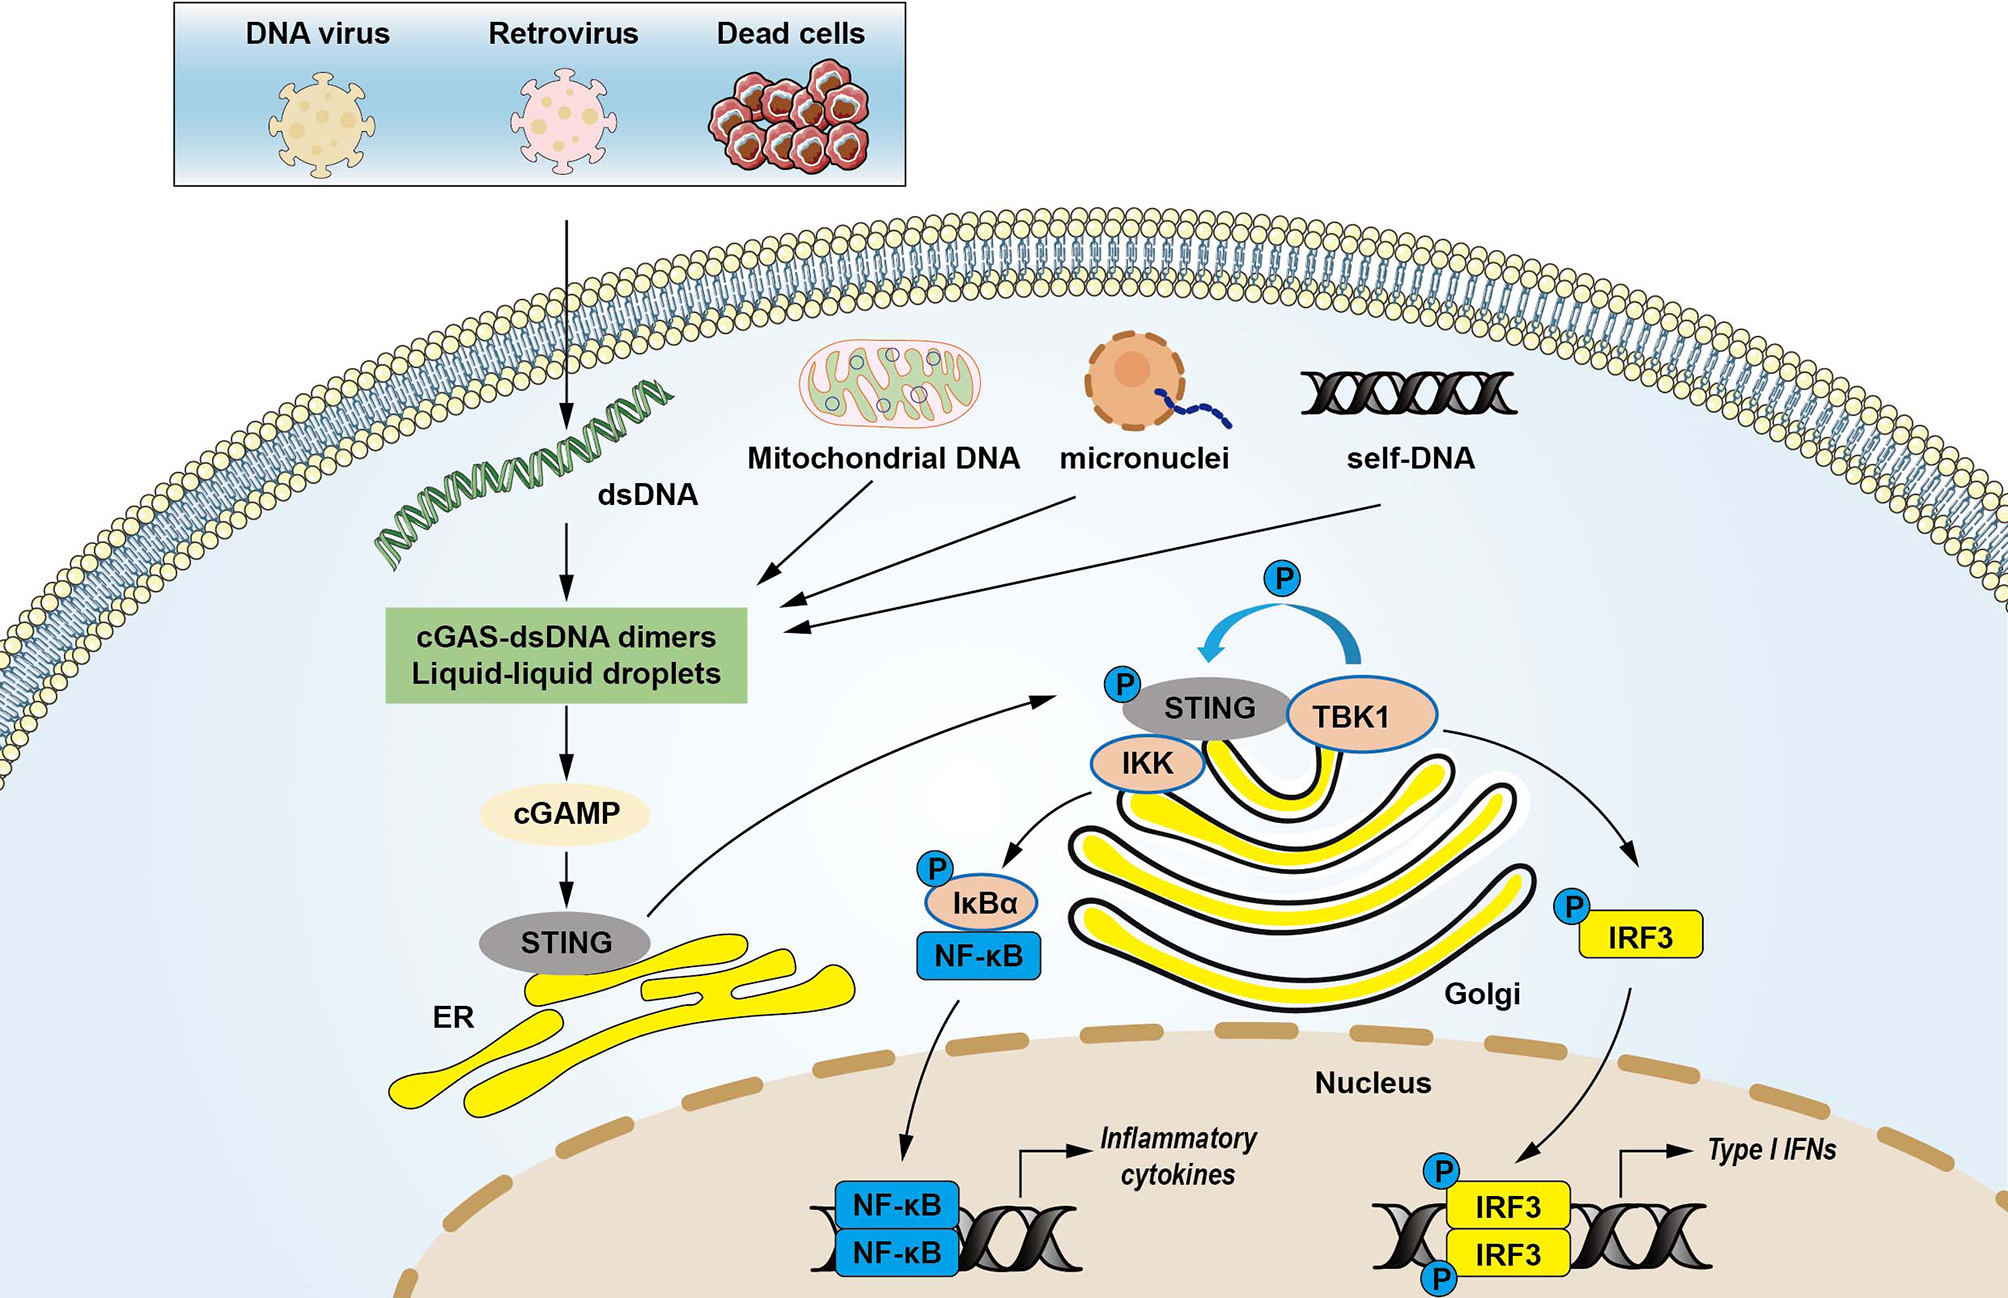 DNA virus
Retrovirus
Dead cells
Mitochondrial DNA
micronuclei
self-DNA
dsDNA
P
cGAS-dsDNA dimers
Liquid-liquid droplets
P
STING
TBK1
IKK
cGAMP
P
IκBα
NF-κB
P
IRF3
STING
ER
Golgi
Nucleus
Inflammatory
cytokines
Type I IFNs
P
NF-κB
NF-κB
IRF3
IRF3
P